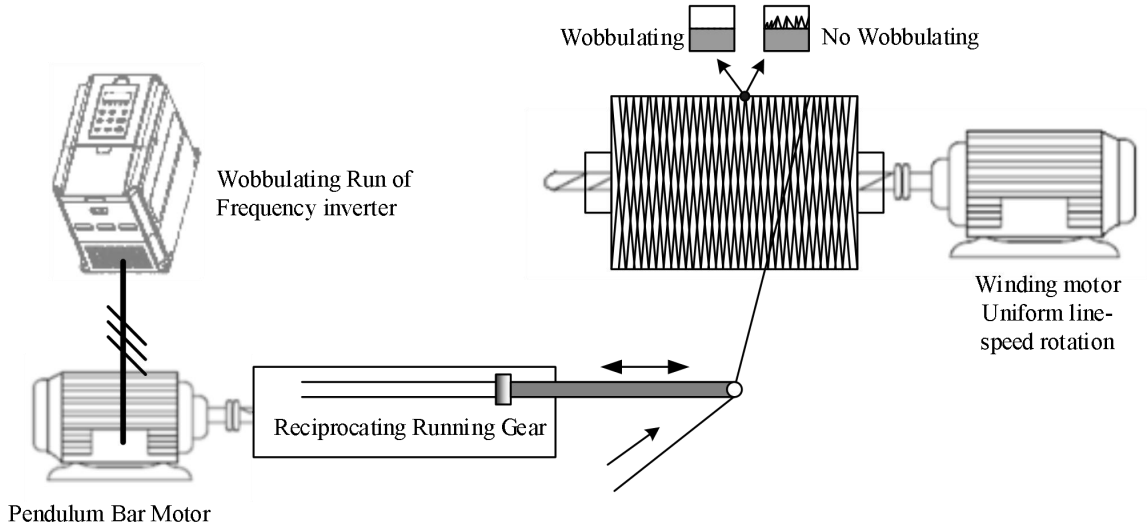 Wobbulating
No Wobbulating
Wobbulating Run of
Frequency inverter
Winding motor
Uniform line-
speed rotation
Reciprocating Running Gear
Pendulum Bar Motor